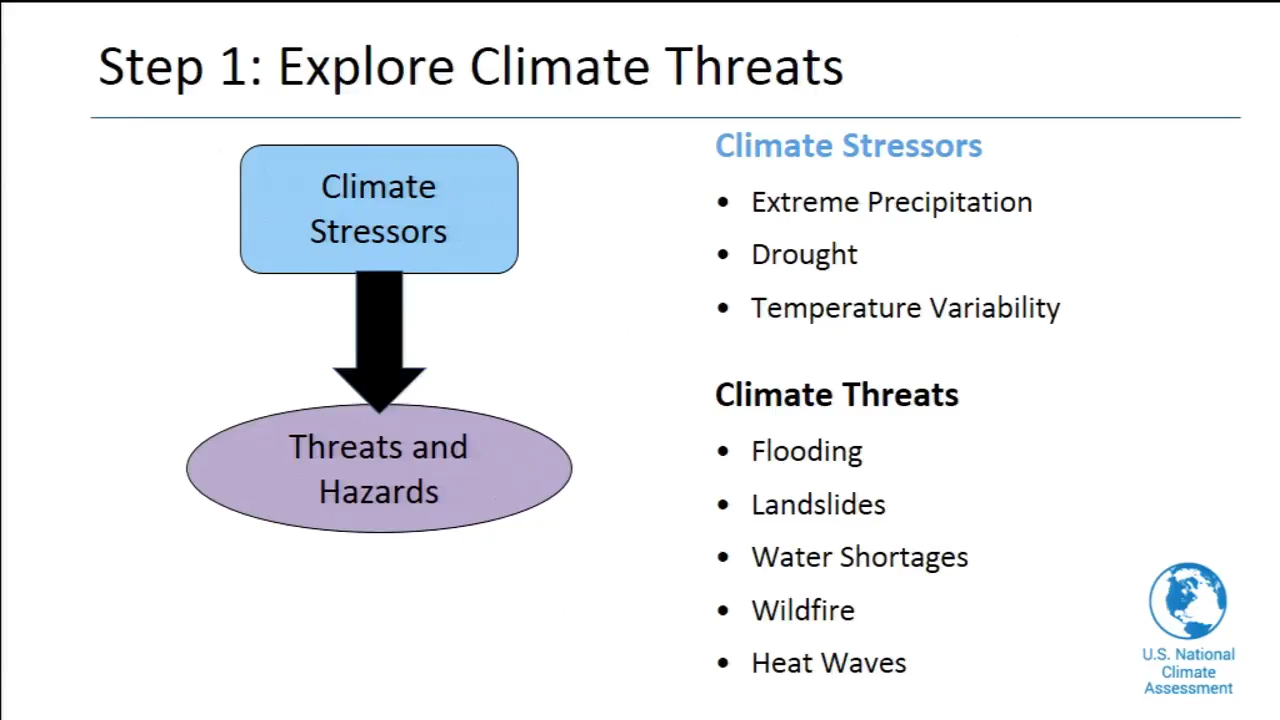 Step 1: Explore Climate Threats
Climate
Stressors
Threats and
Hazards
Climate Stressors
• Extreme Precipitation
• Drought
• Temperature Variability
Climate Threats
• Flooding
• Landslides
• Water Shortages
• Wildfire
• Heat Waves
U.S. National
Climate
Assessment